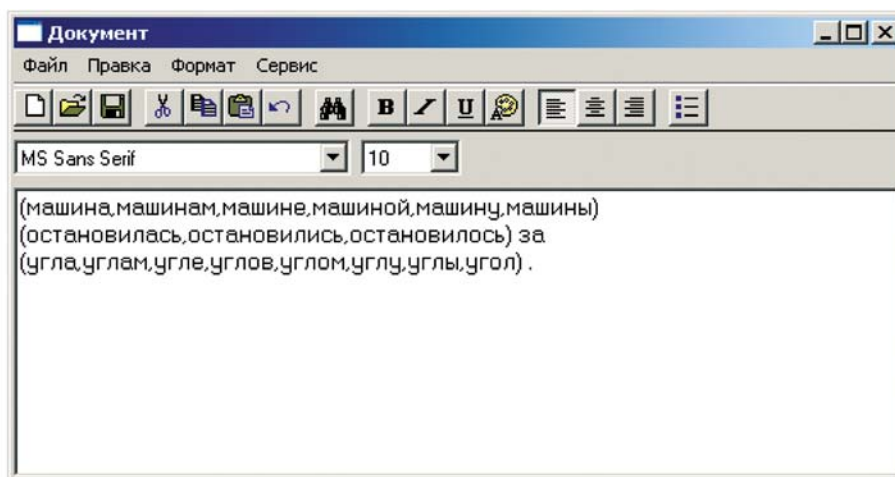 Документ
Файл Правка Формат Сервис
B I U
MS Sans Serif 10
(машина,машинам,машине,машиной,машину,машины)
(остановилась,остановились,остановилось) за
(угла,углам,угле,углов,углом,углу,углы,угол) .